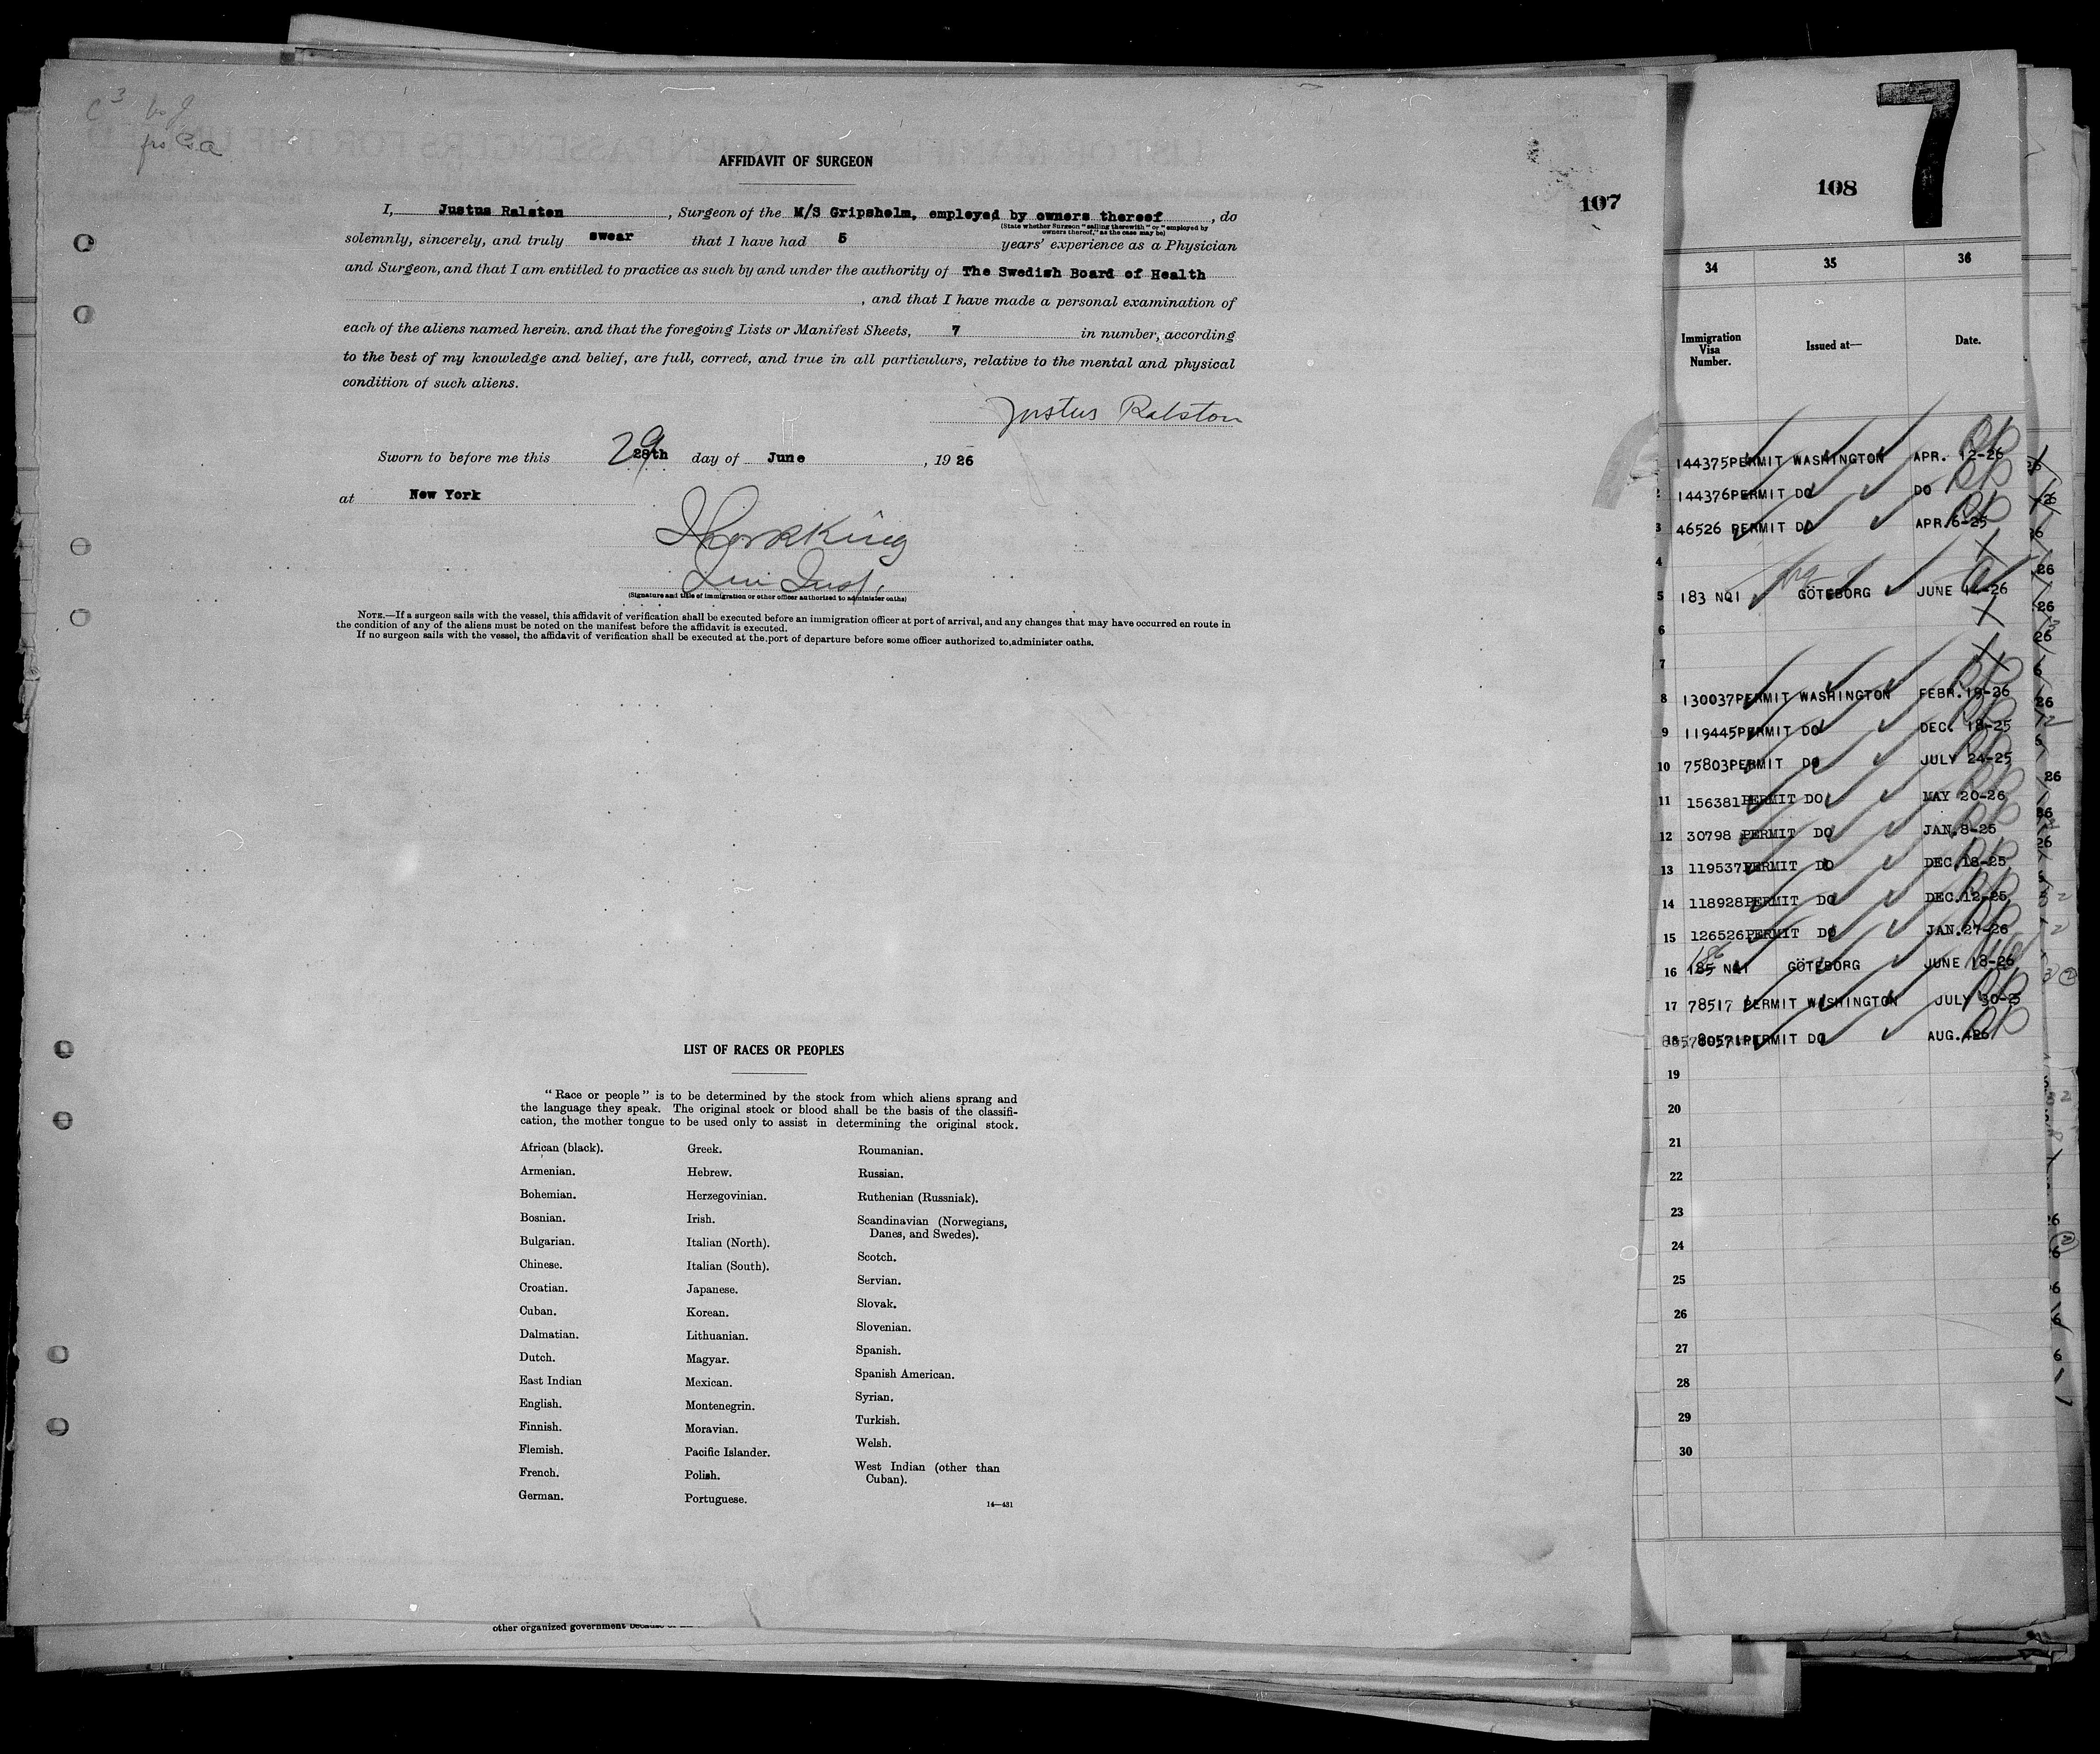 AFFIDAVIT OF SURGEON
107
I, Justus Ralston, Surgeon of the M/S Gripsholm, employed by owners thereof, do
(State whether Surgeon "sailing therewith" or "employed by
owners thereof," as the case may be)
solemnly, sincerely, and truly swear that I have had 5 years' experience as a Physician
and Surgeon, and that I am entitled to practice as such by and under the authority of The Swedish Board of Health
, and that I have made a personal examination of
each of the aliens named herein, and that the foregoing Lists or Manifest Sheets, 7 in number, according
to the best of my knowledge and belief, are full, correct, and true in all particulars, relative to the mental and physical
condition of such aliens.
Justus Ralston
Sworn to before me this 29 28th day of June, 1926
at New York
(Signature and title of immigration or other officer authorized to administer oaths)
NOTE.—If a surgeon sails with the vessel, this affidavit of verification shall be executed before an immigration officer at port of arrival, and any changes that may have occurred en route in
the condition of any of the aliens must be noted on the manifest before the affidavit is executed.
If no surgeon sails with the vessel, the affidavit of verification shall be executed at the port of departure before some officer authorized to administer oaths.
LIST OF RACES OR PEOPLES
"Race or people" is to be determined by the stock from which aliens sprang and
the language they speak. The original stock or blood shall be the basis of the classifi-
cation, the mother tongue to be used only to assist in determining the original stock.
African (black).
Armenian.
Bohemian.
Bosnian.
Bulgarian.
Chinese.
Croatian.
Cuban.
Dalmatian.
Dutch.
East Indian
English.
Finnish.
Flemish.
French.
German.
Greek.
Hebrew.
Herzegovinian.
Irish.
Italian (North).
Italian (South).
Japanese.
Korean.
Lithuanian.
Magyar.
Mexican.
Montenegrin.
Moravian.
Pacific Islander.
Polish.
Portuguese.
Roumanian.
Russian.
Ruthenian (Russniak).
Scandinavian (Norwegians,
Danes, and Swedes).
Scotch.
Servian.
Slovak.
Slovenian.
Spanish.
Spanish American.
Syrian.
Turkish.
Welsh.
West Indian (other than
Cuban).
14—431
other organized government because of
7
108
34 35 36
Immigration
Visa
Number.
Issued at—
Date.
144375 PERMIT WASHINGTON APR. 12-26
2 144376 PERMIT DO DO
3 46526 PERMIT DO APR.6-25
4
5 183 NQI GÖTEBORG JUNE 14-26
6
7
8 130037 PERMIT WASHINGTON FEBR.19-26
9 119445 PERMIT DO DEC. 18-25
10 75803 PERMIT DO JULY 24-25
11 156381 PERMIT DO MAY 20-26
12 30798 PERMIT DO JAN.8-25
13 119537 PERMIT DO DEC.18-25
14 118928 PERMIT DO DEC.12-25
15 126526 PERMIT DO JAN.27-26
16 185 NQI GÖTEBORG JUNE 18-26
17 78517 PERMIT WASHINGTON JULY 30-25
18 80571 PERMIT DO AUG.
19
20
21
22
23
24
25
26
27
28
29
30